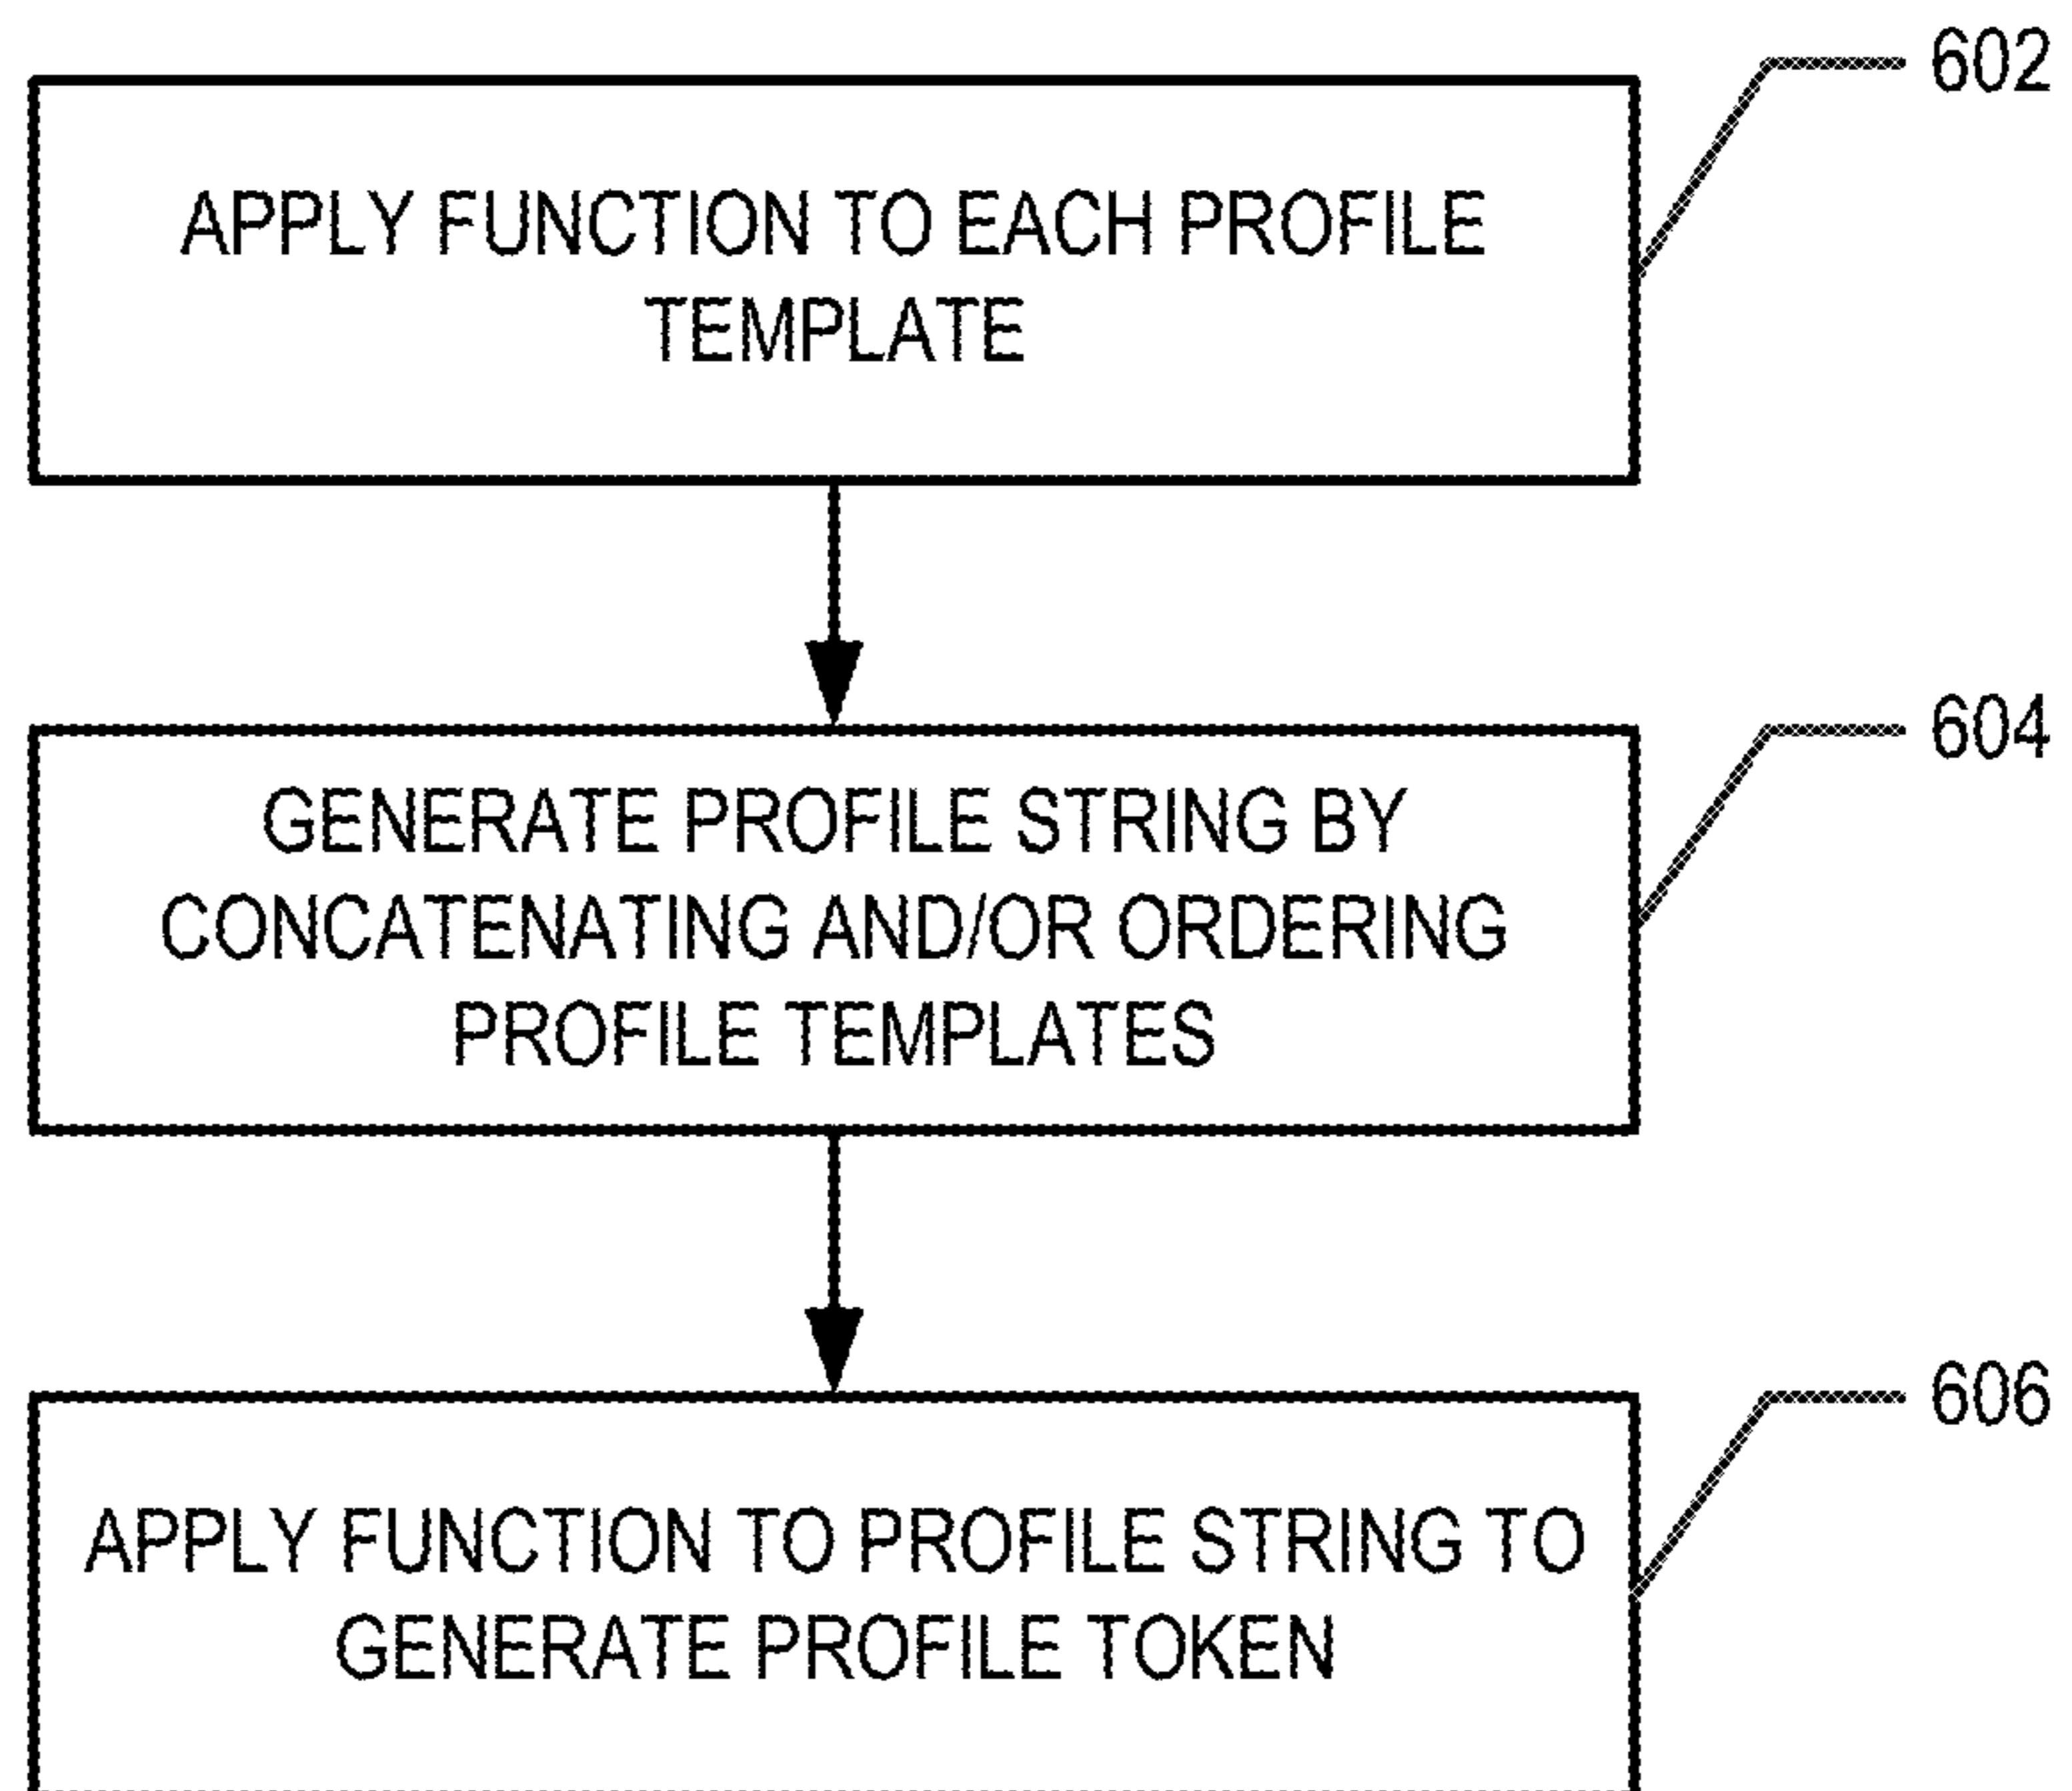 602
APPLY FUNCTION TO EACH PROFILE
TEMPLATE
604
GENERATE PROFILE STRING BY
CONCATENATING AND/OR ORDERING
PROFILE TEMPLATES
606
APPLY FUNCTION TO PROFILE STRING TO
GENERATE PROFILE TOKEN